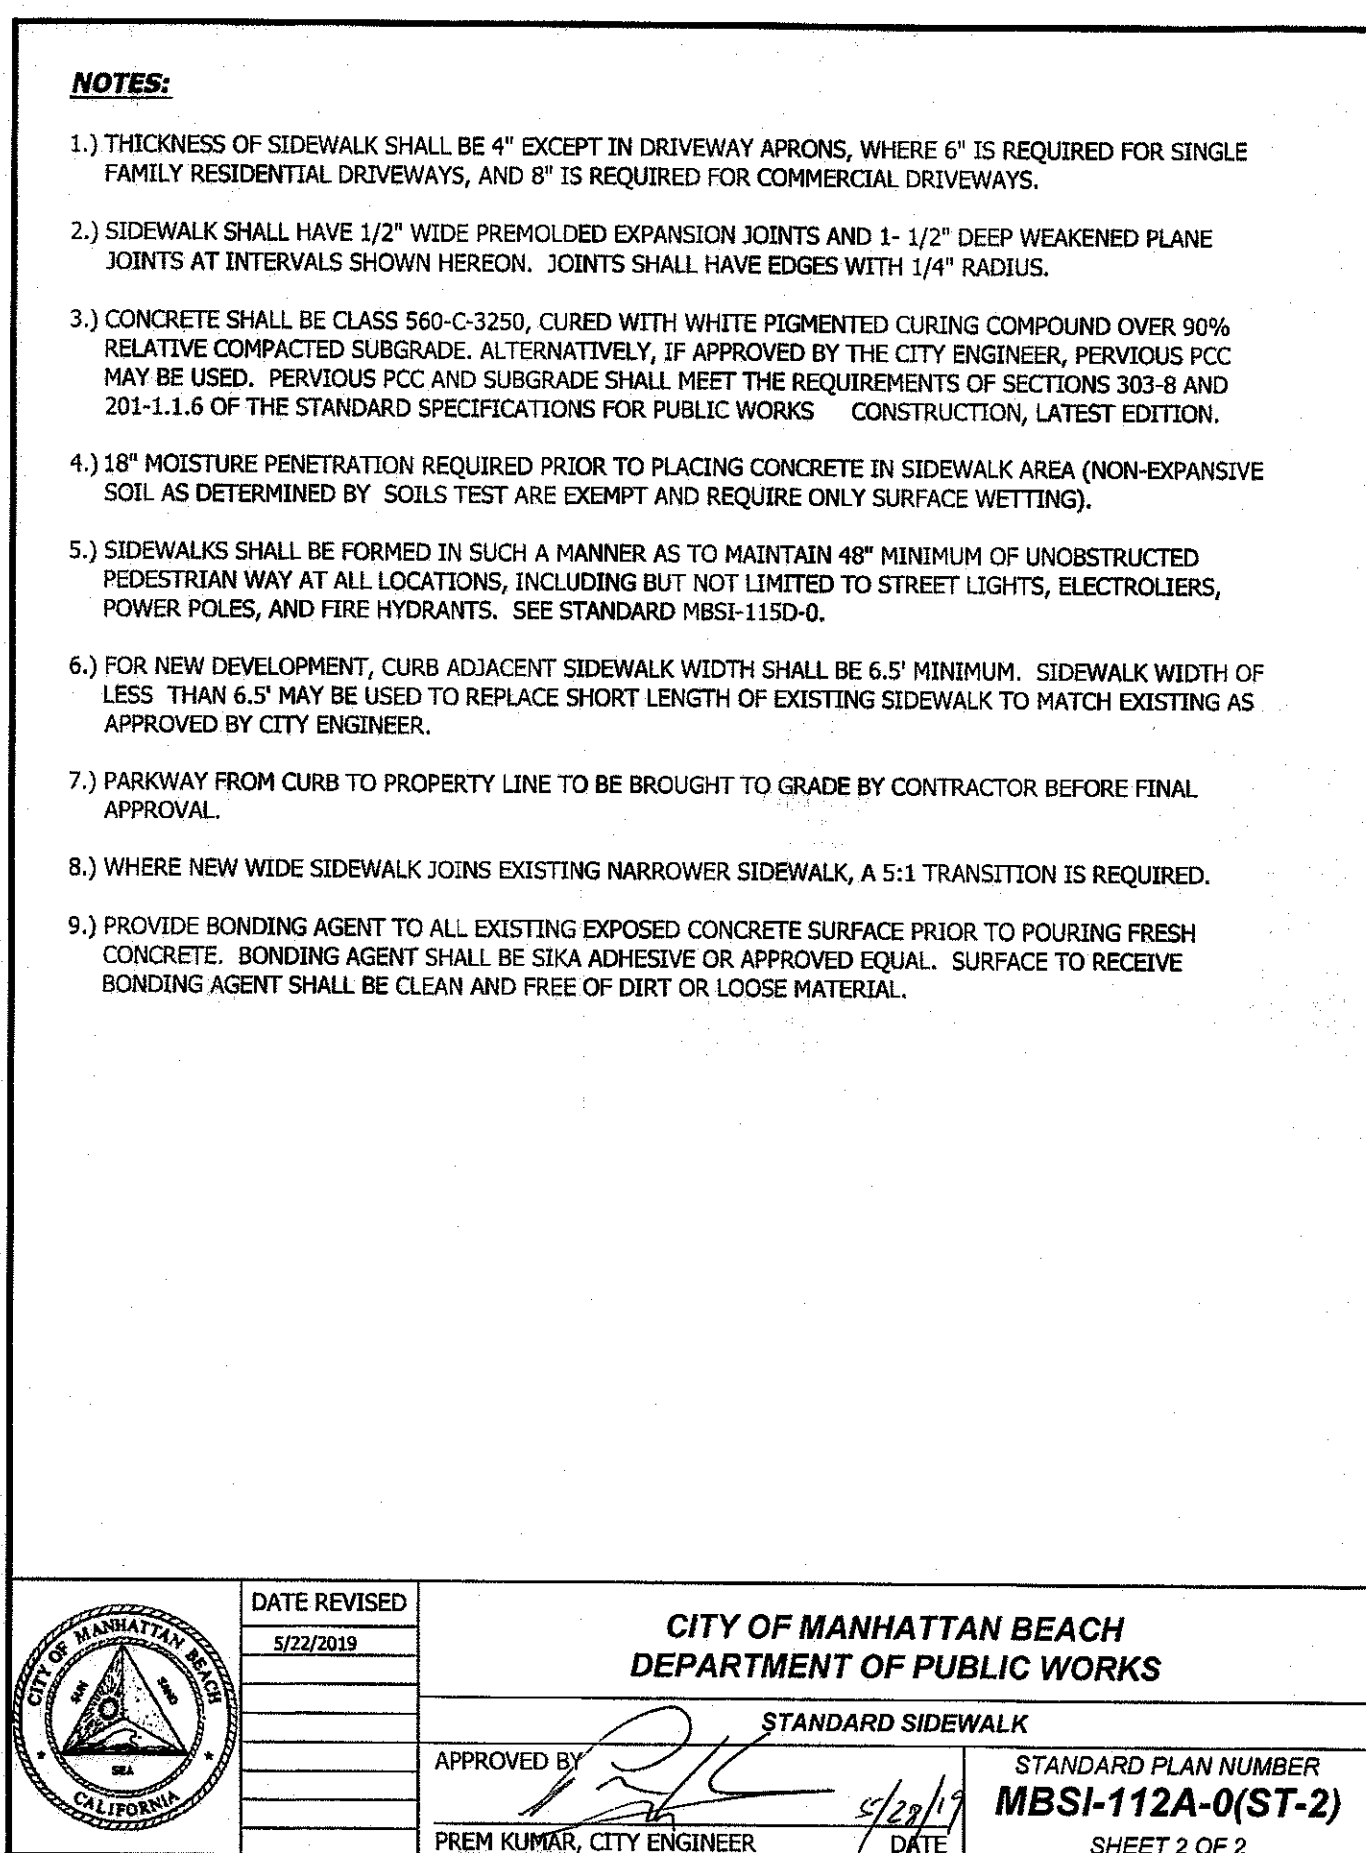 NOTES:
1.) THICKNESS OF SIDEWALK SHALL BE 4" EXCEPT IN DRIVEWAY APRONS, WHERE 6" IS REQUIRED FOR SINGLE
FAMILY RESIDENTIAL DRIVEWAYS, AND 8" IS REQUIRED FOR COMMERCIAL DRIVEWAYS.
2.) SIDEWALK SHALL HAVE 1/2" WIDE PREMOLDED EXPANSION JOINTS AND 1- 1/2" DEEP WEAKENED PLANE
JOINTS AT INTERVALS SHOWN HEREON. JOINTS SHALL HAVE EDGES WITH 1/4" RADIUS.
3.) CONCRETE SHALL BE CLASS 560-C-3250, CURED WITH WHITE PIGMENTED CURING COMPOUND OVER 90%
RELATIVE COMPACTED SUBGRADE. ALTERNATIVELY, IF APPROVED BY THE CITY ENGINEER, PERVIOUS PCC
MAY BE USED. PERVIOUS PCC AND SUBGRADE SHALL MEET THE REQUIREMENTS OF SECTIONS 303-8 AND
201-1.1.6 OF THE STANDARD SPECIFICATIONS FOR PUBLIC WORKS CONSTRUCTION, LATEST EDITION.
4.) 18" MOISTURE PENETRATION REQUIRED PRIOR TO PLACING CONCRETE IN SIDEWALK AREA (NON-EXPANSIVE
SOIL AS DETERMINED BY SOILS TEST ARE EXEMPT AND REQUIRE ONLY SURFACE WETTING).
5.) SIDEWALKS SHALL BE FORMED IN SUCH A MANNER AS TO MAINTAIN 48" MINIMUM OF UNOBSTRUCTED
PEDESTRIAN WAY AT ALL LOCATIONS, INCLUDING BUT NOT LIMITED TO STREET LIGHTS, ELECTROLIERS,
POWER POLES, AND FIRE HYDRANTS. SEE STANDARD MBSI-115D-0.
6.) FOR NEW DEVELOPMENT, CURB ADJACENT SIDEWALK WIDTH SHALL BE 6.5' MINIMUM. SIDEWALK WIDTH OF
LESS THAN 6.5' MAY BE USED TO REPLACE SHORT LENGTH OF EXISTING SIDEWALK TO MATCH EXISTING AS
APPROVED BY CITY ENGINEER.
7.) PARKWAY FROM CURB TO PROPERTY LINE TO BE BROUGHT TO GRADE BY CONTRACTOR BEFORE FINAL
APPROVAL.
8.) WHERE NEW WIDE SIDEWALK JOINS EXISTING NARROWER SIDEWALK, A 5:1 TRANSITION IS REQUIRED.
9.) PROVIDE BONDING AGENT TO ALL EXISTING EXPOSED CONCRETE SURFACE PRIOR TO POURING FRESH
CONCRETE. BONDING AGENT SHALL BE SIKA ADHESIVE OR APPROVED EQUAL. SURFACE TO RECEIVE
BONDING AGENT SHALL BE CLEAN AND FREE OF DIRT OR LOOSE MATERIAL.
CITY OF MANHATTAN BEACH
SUN
SAND
SEA
CALIFORNIA
DATE REVISED
5/22/2019
CITY OF MANHATTAN BEACH
DEPARTMENT OF PUBLIC WORKS
STANDARD SIDEWALK
APPROVED BY
5/28/19
PREM KUMAR, CITY ENGINEER
DATE
STANDARD PLAN NUMBER
MBSI-112A-0(ST-2)
SHEET 2 OF 2